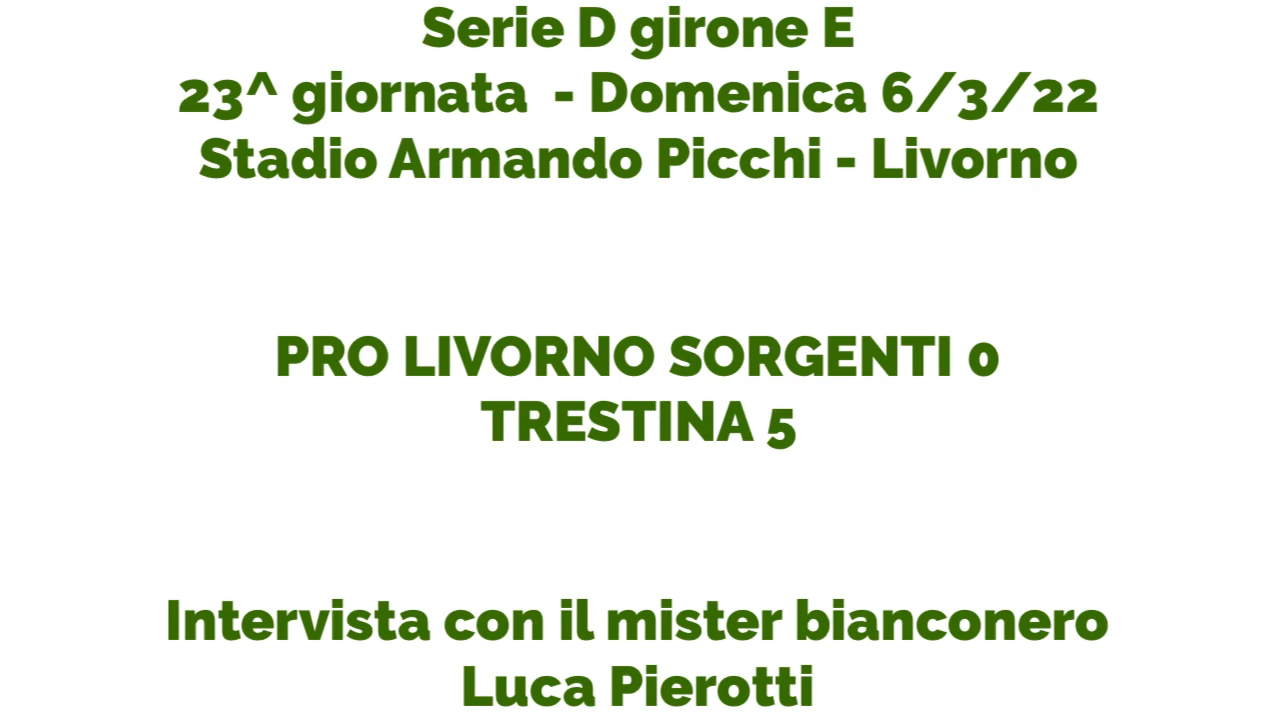 Serie D girone E
23^ giornata  - Domenica 6/3/22
Stadio Armando Picchi - Livorno
PRO LIVORNO SORGENTI 0
TRESTINA 5
Intervista con il mister bianconero
Luca Pierotti